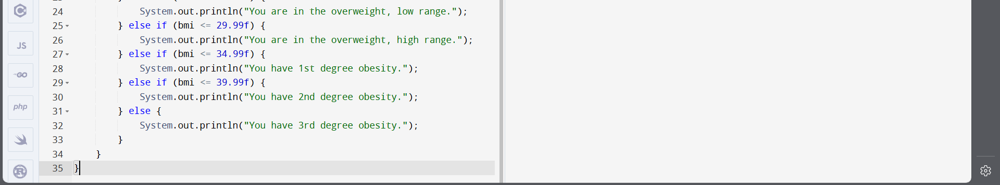 24 System.out.println("You are in the overweight, low range.");
25 } else if (bmi <= 29.99f) {
26 System.out.println("You are in the overweight, high range.");
27 } else if (bmi <= 34.99f) {
28 System.out.println("You have 1st degree obesity.");
29 } else if (bmi <= 39.99f) {
30 System.out.println("You have 2nd degree obesity.");
31 } else {
32 System.out.println("You have 3rd degree obesity.");
33 }
34 }
35 }
C
JS
GO
php
R